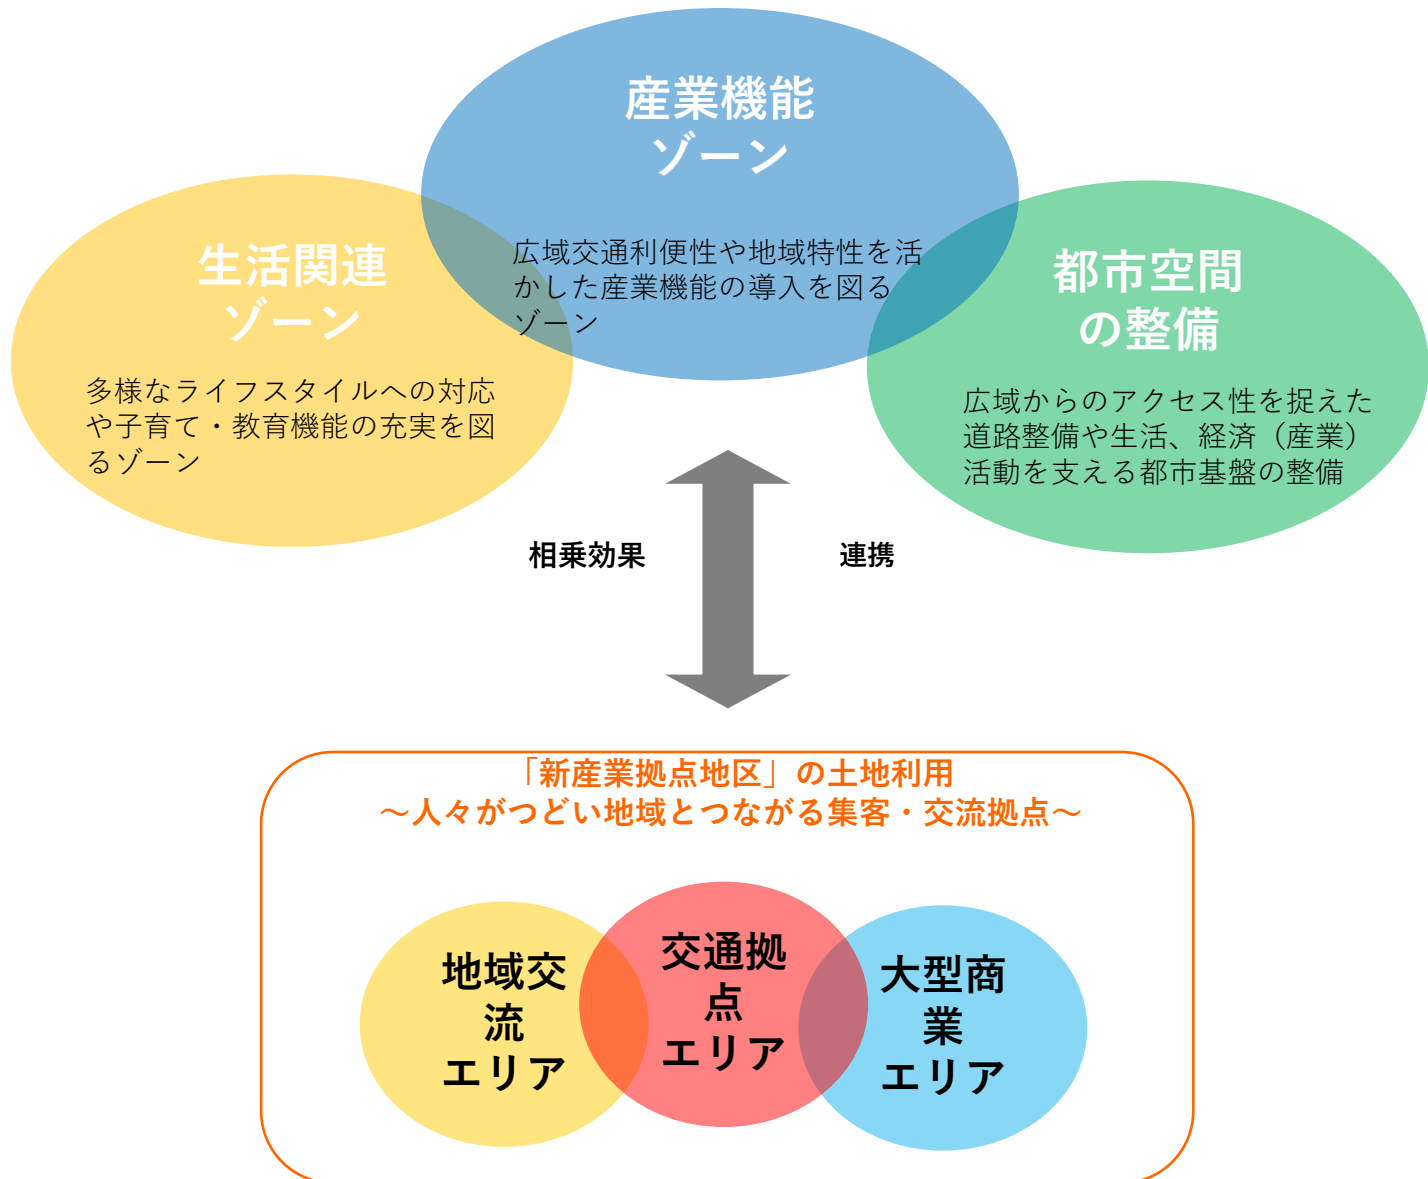 産業機能
ゾーン
広域交通利便性や地域特性を活
かした産業機能の導入を図る
ゾーン
生活関連
ゾーン
多様なライフスタイルへの対応
や子育て・教育機能の充実を図
るゾーン
都市空間
の整備
広域からのアクセス性を捉えた
道路整備や生活、経済（産業）
活動を支える都市基盤の整備
相乗効果
連携
「新産業拠点地区」の土地利用
～人々がつどい地域とつながる集客・交流拠点～
地域交
流
エリア
交通拠
点
エリア
大型商
業
エリア